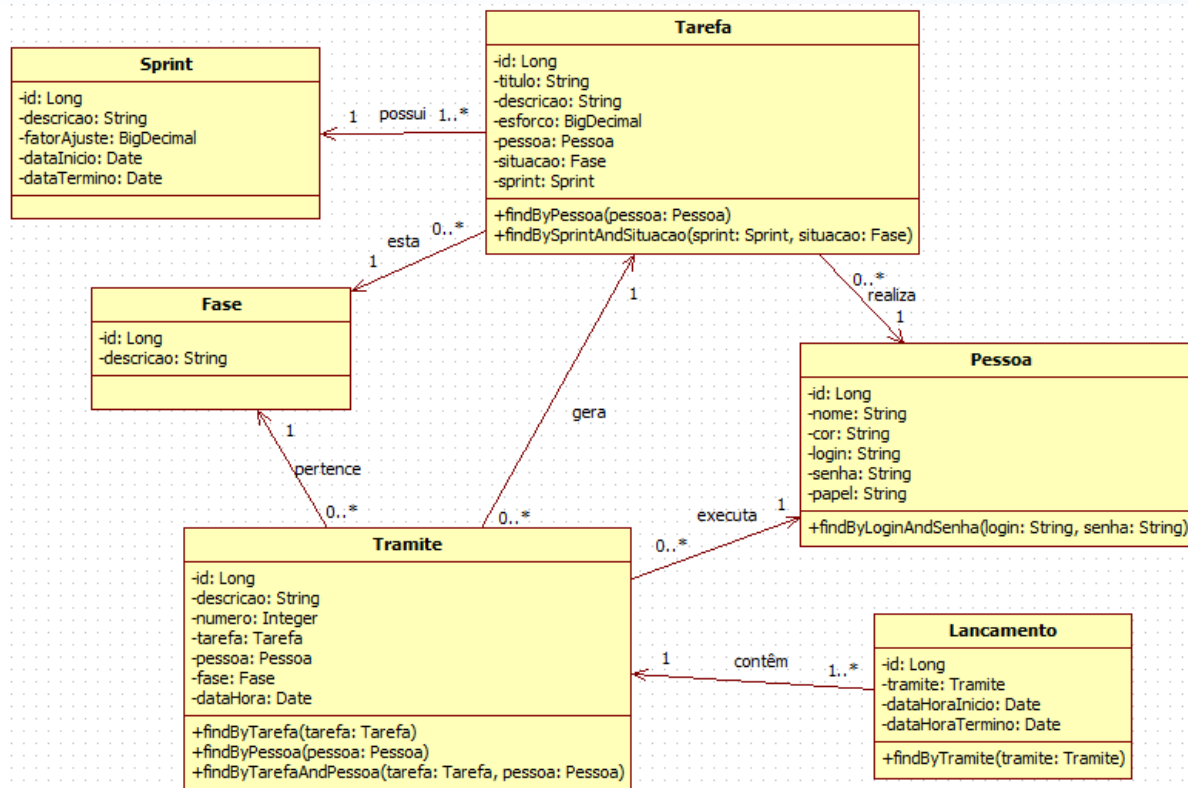 Tarefa
-id: Long
-titulo: String
-descricao: String
-esforco: BigDecimal
-pessoa: Pessoa
-situacao: Fase
-sprint: Sprint
+findByPessoa(pessoa: Pessoa)
+findBySprintAndSituacao(sprint: Sprint, situacao: Fase)
Sprint
-id: Long
-descricao: String
-fatorAjuste: BigDecimal
-dataInicio: Date
-dataTermino: Date
1 possui 1..*
0..*
esta
1
0..*
realiza
1
1
Fase
-id: Long
-descricao: String
Pessoa
-id: Long
-nome: String
-cor: String
-login: String
-senha: String
-papel: String
+findByLoginAndSenha(login: String, senha: String)
gera
1
pertence
0..*
0..*
executa
1
0..*
Tramite
-id: Long
-descricao: String
-numero: Integer
-tarefa: Tarefa
-pessoa: Pessoa
-fase: Fase
-dataHora: Date
+findByTarefa(tarefa: Tarefa)
+findByPessoa(pessoa: Pessoa)
+findByTarefaAndPessoa(tarefa: Tarefa, pessoa: Pessoa)
1 contêm 1..*
Lancamento
-id: Long
-tramite: Tramite
-dataHoraInicio: Date
-dataHoraTermino: Date
+findByTramite(tramite: Tramite)